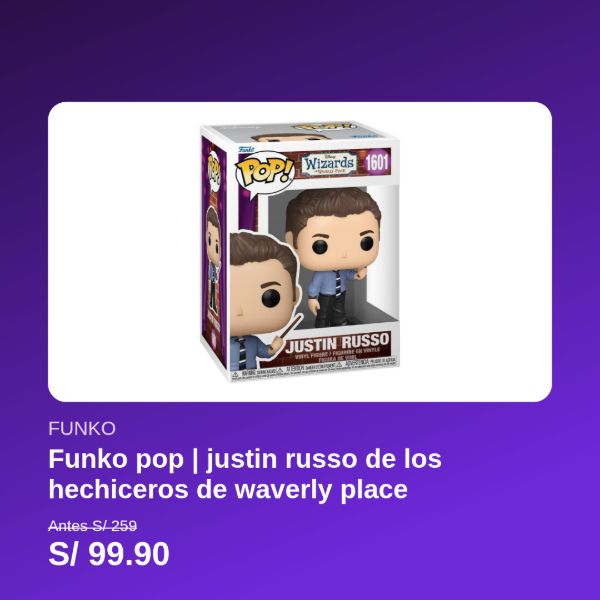 Funko
POP!
Disney
Wizards
of Waverly Place
1601
JUSTIN RUSSO
VINYL FIGURE / FIGURINE EN VINYLE
FIGURA DE VINIL
FUNKO
Funko pop | justin russo de los
hechiceros de waverly place
Antes S/ 259
S/ 99.90